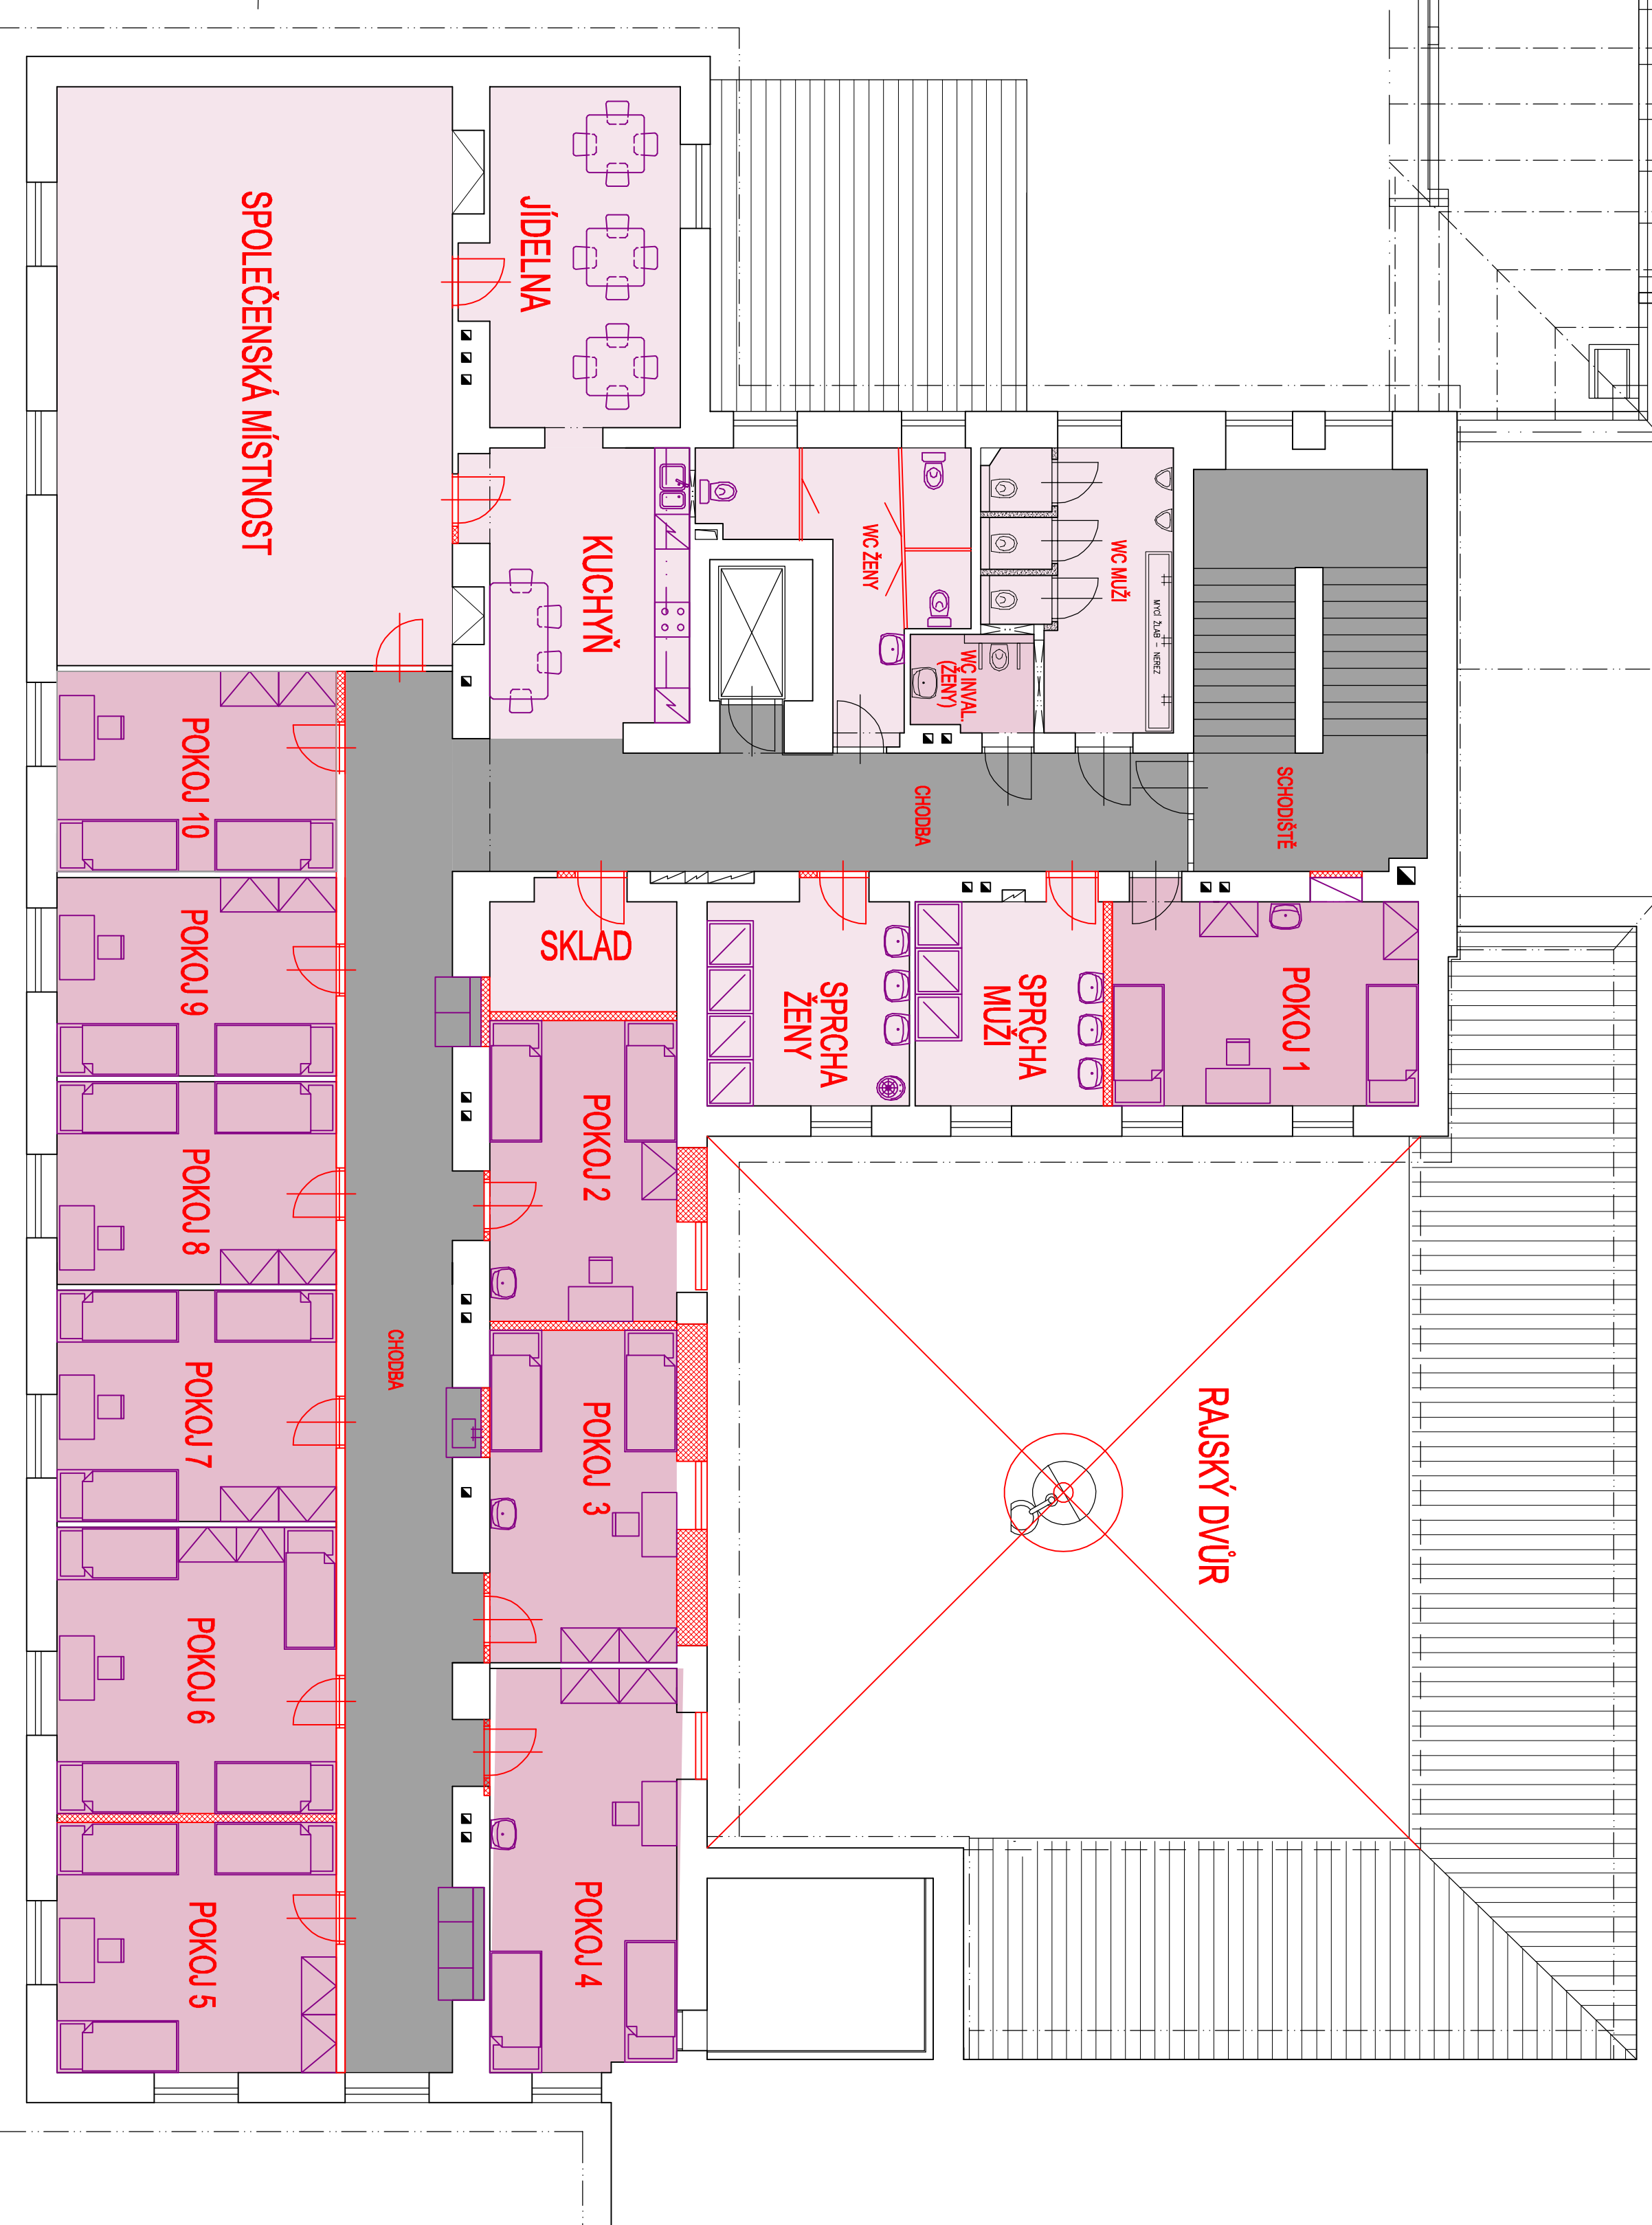 SPOLEČENSKÁ MÍSTNOST
JÍDELNA
KUCHYŇ
WC ŽENY
WC MUŽI
MYCÍ ŽLAB - NEREZ
WC INVAL.
(ŽENY)
SCHODIŠTĚ
CHODBA
SKLAD
SPRCHA
ŽENY
SPRCHA
MUŽI
POKOJ 1
POKOJ 2
POKOJ 3
POKOJ 4
POKOJ 10
POKOJ 9
POKOJ 8
POKOJ 7
POKOJ 6
POKOJ 5
CHODBA
RAJSKÝ DVŮR